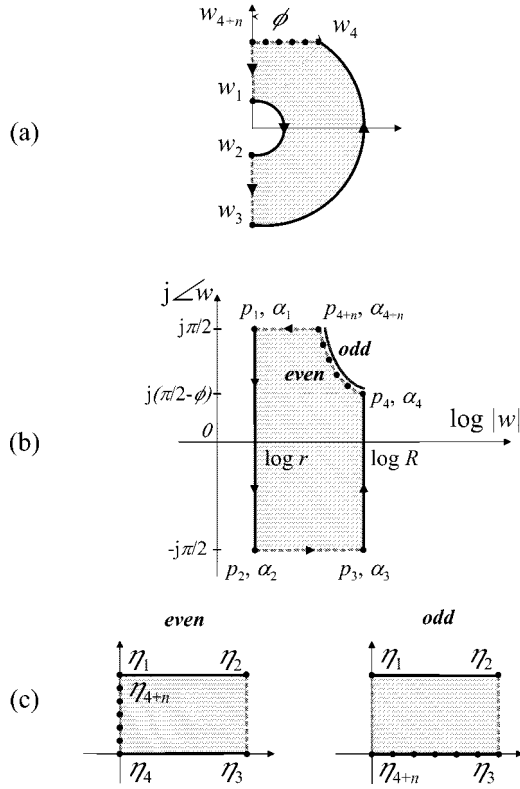 w4+n ϕ w4
w1
(a)
w2
w3
j∠w p1, α1 p4+n, α4+n
jπ/2
odd
even
j(π/2-ϕ)
p4, α4
(b)
log |w|
0
log r log R
-jπ/2
p2, α2 p3, α3
even odd
η1 η2 η1 η2
η4+n
(c)
η4 η3 η4+n η3